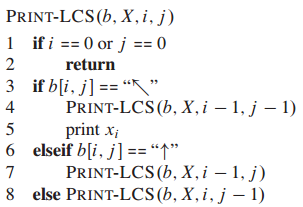 PRINT-LCS(b, X, i, j)
1 if i == 0 or j == 0
2 return
3 if b[i, j] == “↖”
4 PRINT-LCS(b, X, i − 1, j − 1)
5 print xᵢ
6 elseif b[i, j] == “↑”
7 PRINT-LCS(b, X, i − 1, j)
8 else PRINT-LCS(b, X, i, j − 1)